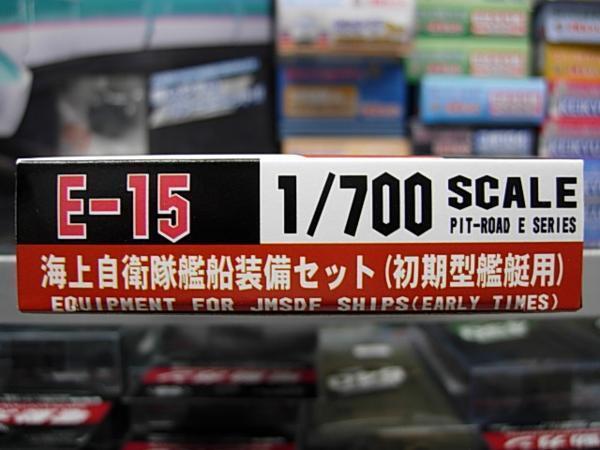 E-15
1/700 SCALE
PIT-ROAD E SERIES
海上自衛隊艦船装備セット(初期型艦艇用)
EQUIPMENT FOR JMSDF SHIPS(EARLY TIMES)